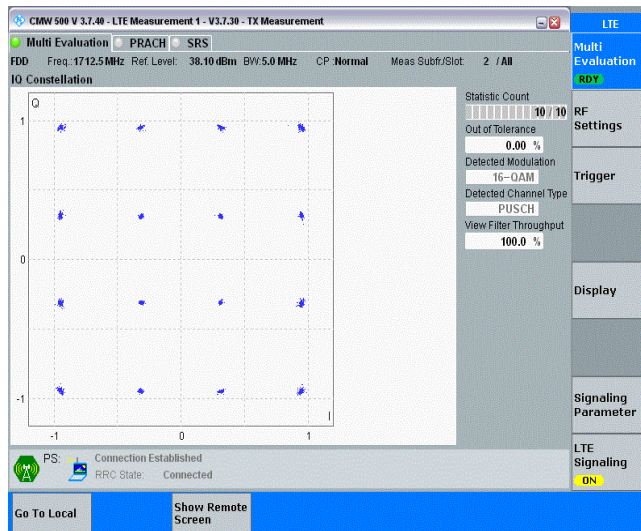 CMW 500 V 3.7.40 - LTE Measurement 1 - V3.7.30 - TX Measurement
LTE
Multi Evaluation PRACH SRS
Multi Evaluation
RDY
FDD Freq.:1712.5 MHz Ref. Level: 38.10 dBm BW:5.0 MHz CP :Normal Meas Subfr./Slot: 2 / All
IQ Constellation
Q
1
0
-1
I
-1 0 1
Statistic Count
10 / 10
Out of Tolerance
0.00 %
Detected Modulation
16-QAM
Detected Channel Type
PUSCH
View Filter Throughput
100.0 %
RF
Settings
Trigger
Display
Signaling
Parameter
LTE
Signaling
ON
PS: Connection Established
RRC State: Connected
Go To Local
Show Remote
Screen